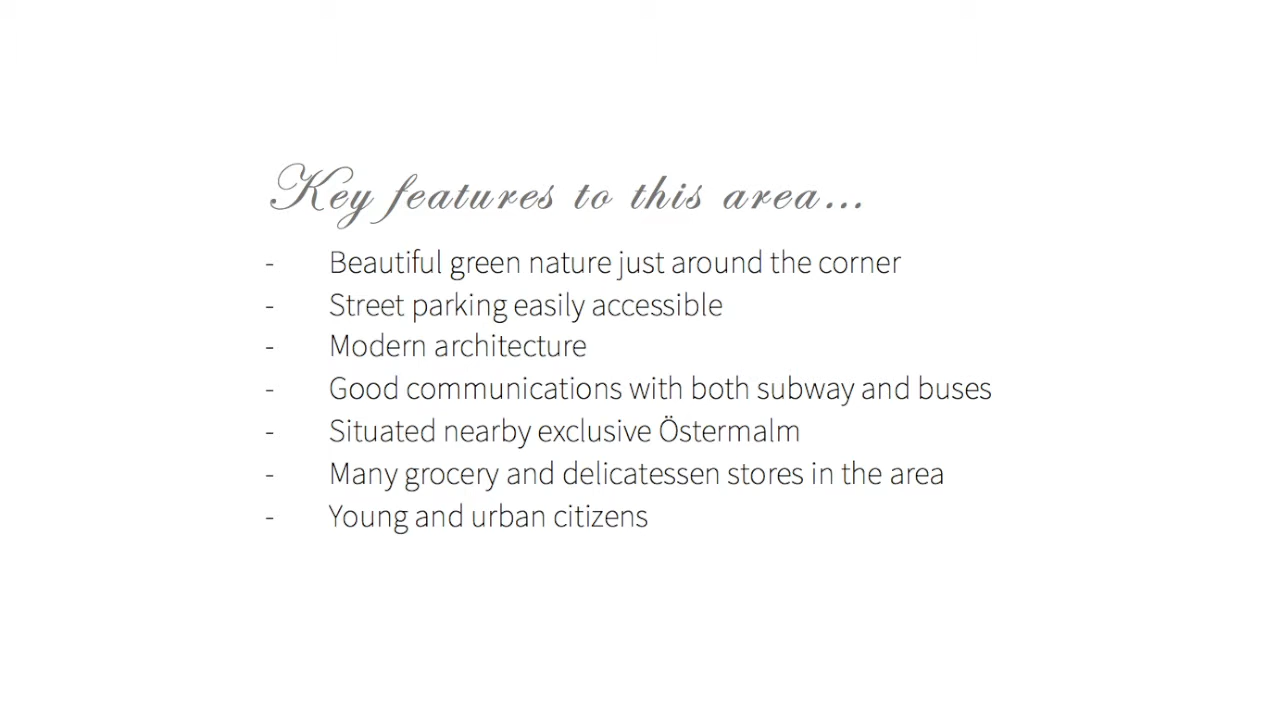 Key features to this area...
- Beautiful green nature just around the corner
- Street parking easily accessible
- Modern architecture
- Good communications with both subway and buses
- Situated nearby exclusive Östermalm
- Many grocery and delicatessen stores in the area
- Young and urban citizens